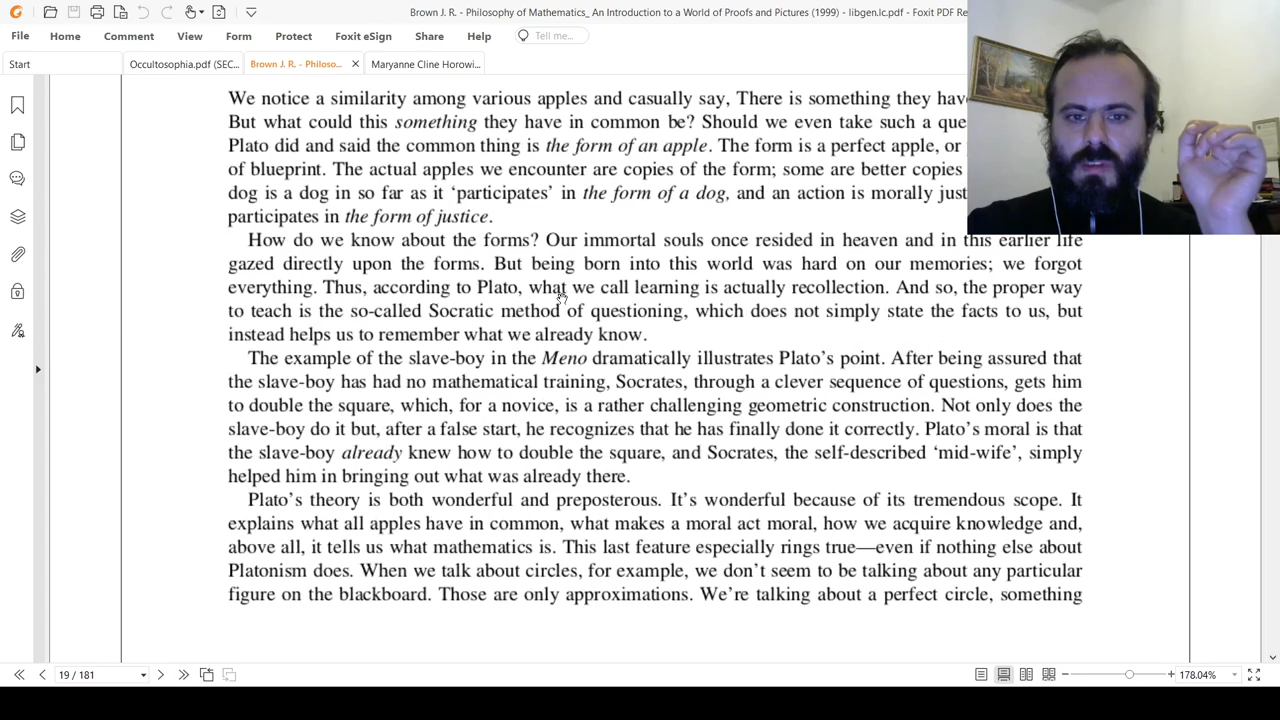 Brown J. R. - Philosophy of Mathematics_ An Introduction to a World of Proofs and Pictures (1999) - libgen.lc.pdf - Foxit PDF Re
File Home Comment View Form Protect Foxit eSign Share Help Tell me...
Start Occultosophia.pdf (SEC... Brown J. R. - Philoso... Maryanne Cline Horowi...
We notice a similarity among various apples and casually say, There is something they hav
But what could this something they have in common be? Should we even take such a que
Plato did and said the common thing is the form of an apple. The form is a perfect apple, or
of blueprint. The actual apples we encounter are copies of the form; some are better copies
dog is a dog in so far as it ‘participates’ in the form of a dog, and an action is morally just
participates in the form of justice.
How do we know about the forms? Our immortal souls once resided in heaven and in this earlier life
gazed directly upon the forms. But being born into this world was hard on our memories; we forgot
everything. Thus, according to Plato, what we call learning is actually recollection. And so, the proper way
to teach is the so-called Socratic method of questioning, which does not simply state the facts to us, but
instead helps us to remember what we already know.
The example of the slave-boy in the Meno dramatically illustrates Plato’s point. After being assured that
the slave-boy has had no mathematical training, Socrates, through a clever sequence of questions, gets him
to double the square, which, for a novice, is a rather challenging geometric construction. Not only does the
slave-boy do it but, after a false start, he recognizes that he has finally done it correctly. Plato’s moral is that
the slave-boy already knew how to double the square, and Socrates, the self-described ‘mid-wife’, simply
helped him in bringing out what was already there.
Plato’s theory is both wonderful and preposterous. It’s wonderful because of its tremendous scope. It
explains what all apples have in common, what makes a moral act moral, how we acquire knowledge and,
above all, it tells us what mathematics is. This last feature especially rings true—even if nothing else about
Platonism does. When we talk about circles, for example, we don’t seem to be talking about any particular
figure on the blackboard. Those are only approximations. We’re talking about a perfect circle, something
19 / 181 178.04%